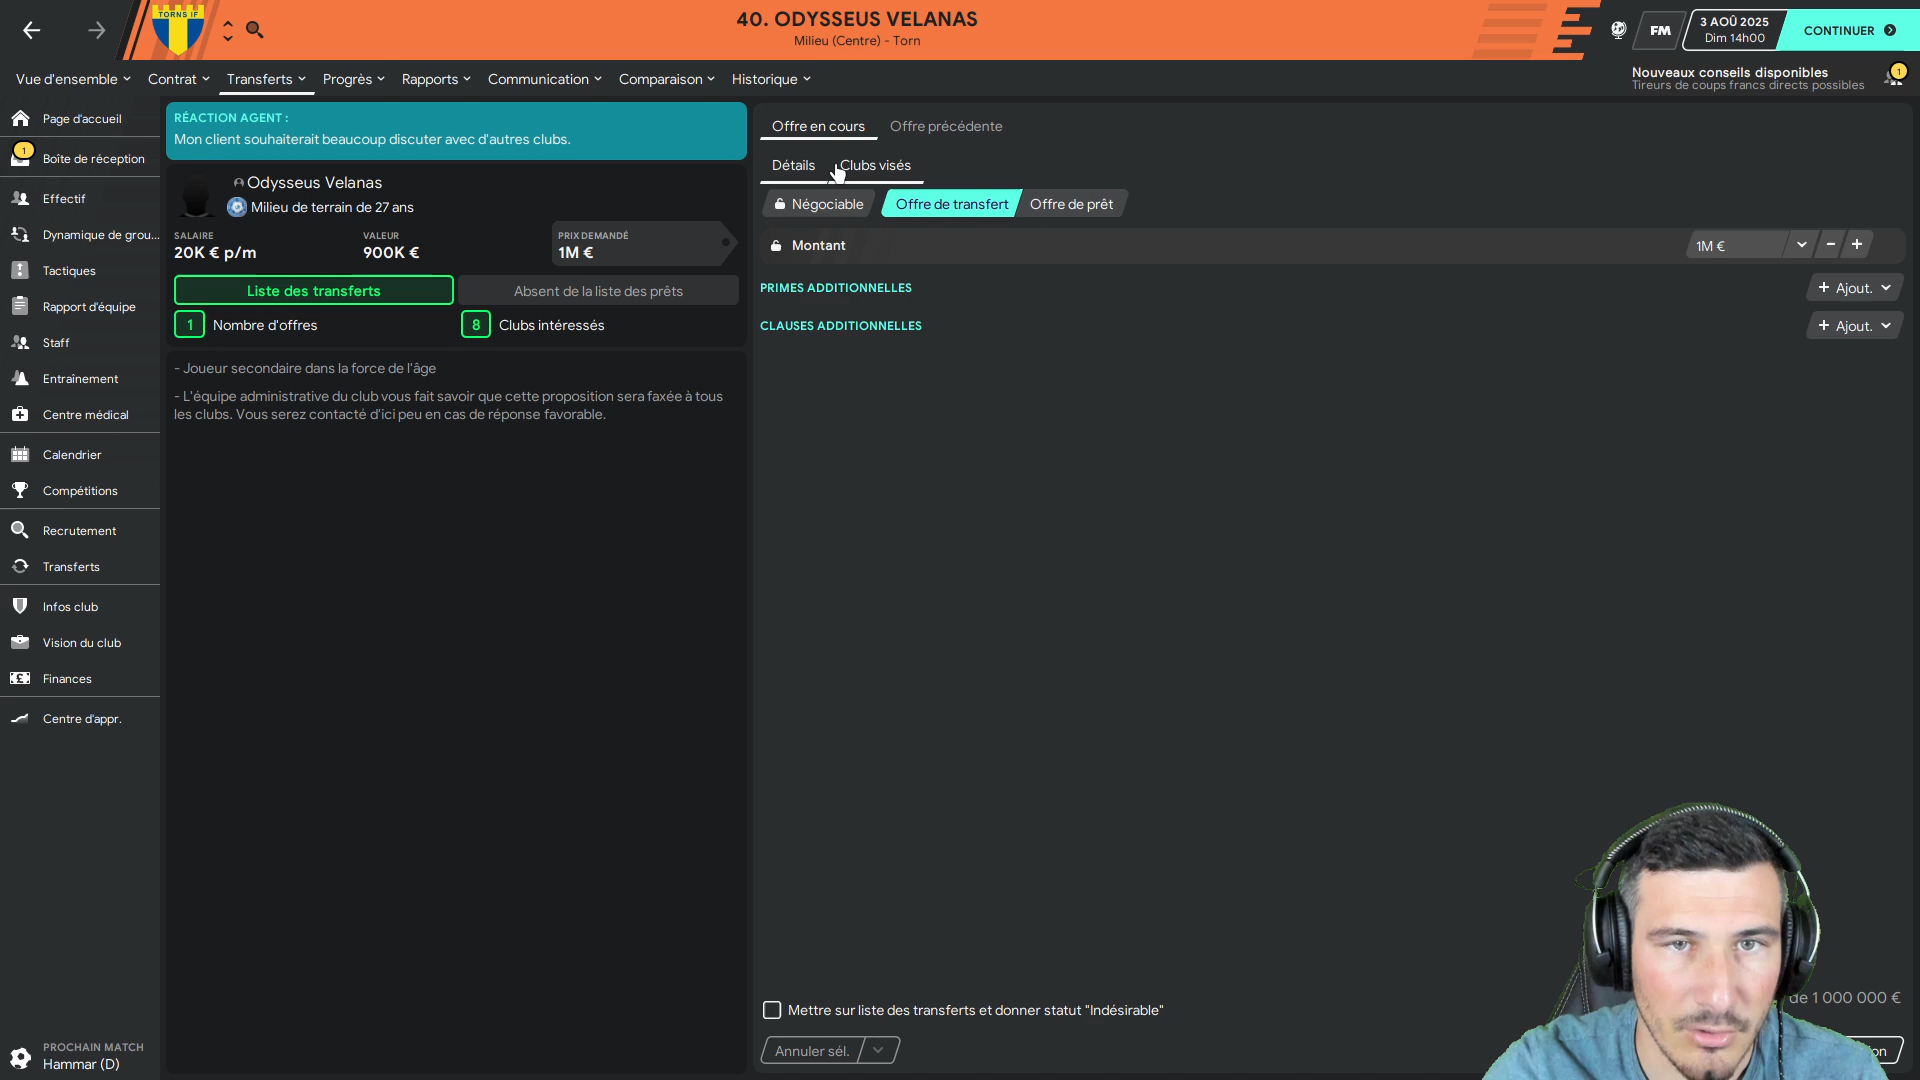 TORNS IF
40. ODYSSEUS VELANAS
Milieu (Centre) - Torn
FM
3 AOÛ 2025
Dim 14h00
CONTINUER
Vue d'ensemble
Contrat
Transferts
Progrès
Rapports
Communication
Comparaison
Historique
Nouveaux conseils disponibles
Tireurs de coups francs directs possibles
1
Page d'accueil
1
Boîte de réception
Effectif
Dynamique de grou...
Tactiques
Rapport d'équipe
Staff
Entraînement
Centre médical
Calendrier
Compétitions
Recrutement
Transferts
Infos club
Vision du club
Finances
Centre d'appr.
PROCHAIN MATCH
Hammar (D)
RÉACTION AGENT :
Mon client souhaiterait beaucoup discuter avec d'autres clubs.
Odysseus Velanas
Milieu de terrain de 27 ans
SALAIRE
20K € p/m
VALEUR
900K €
PRIX DEMANDÉ
1M €
Liste des transferts
Absent de la liste des prêts
1 Nombre d'offres
8 Clubs intéressés
- Joueur secondaire dans la force de l'âge
- L'équipe administrative du club vous fait savoir que cette proposition sera faxée à tous
les clubs. Vous serez contacté d'ici peu en cas de réponse favorable.
Offre en cours
Offre précédente
Détails
Clubs visés
Négociable
Offre de transfert
Offre de prêt
Montant
1M €
PRIMES ADDITIONNELLES
+ Ajout.
CLAUSES ADDITIONNELLES
+ Ajout.
Mettre sur liste des transferts et donner statut "Indésirable"
de 1 000 000 €
Annuler sél.